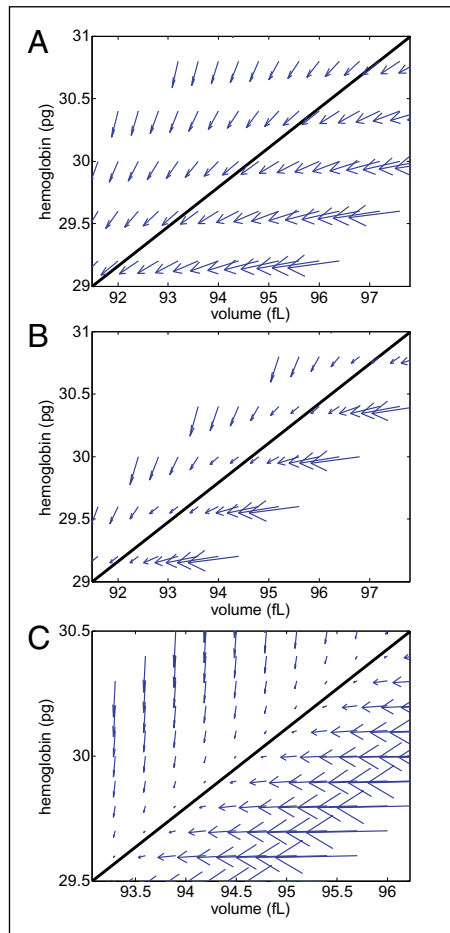 A
31
30.5
30
29.5
29
hemoglobin (pg)
92 93 94 95 96 97
volume (fL)
B
31
30.5
30
29.5
29
hemoglobin (pg)
92 93 94 95 96 97
volume (fL)
C
30.5
30
29.5
hemoglobin (pg)
93.5 94 94.5 95 95.5 96
volume (fL)